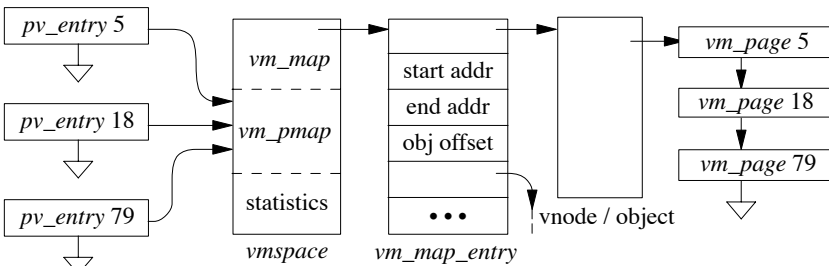 pv_entry 5
pv_entry 18
pv_entry 79
vm_map
vm_pmap
statistics
vmspace
start addr
end addr
obj offset
•••
vm_map_entry
vnode / object
vm_page 5
vm_page 18
vm_page 79